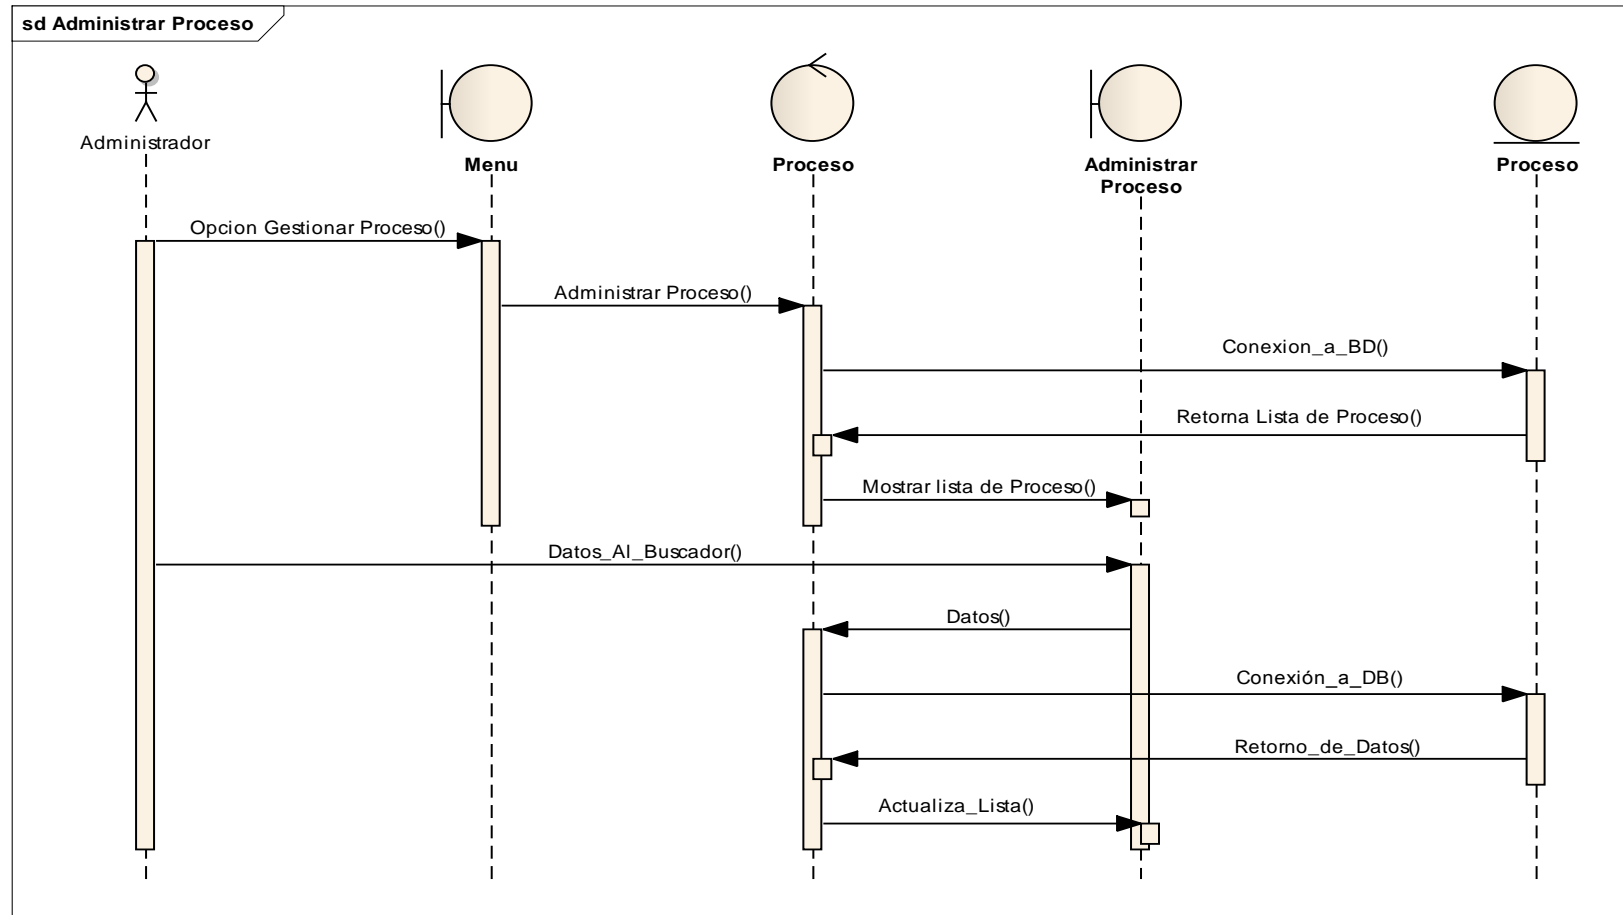 sd Administrar Proceso
Administrador
Menu
Proceso
Administrar
Proceso
Proceso
Opcion Gestionar Proceso()
Administrar Proceso()
Conexion_a_BD()
Retorna Lista de Proceso()
Mostrar lista de Proceso()
Datos_Al_Buscador()
Datos()
Conexión_a_DB()
Retorno_de_Datos()
Actualiza_Lista()